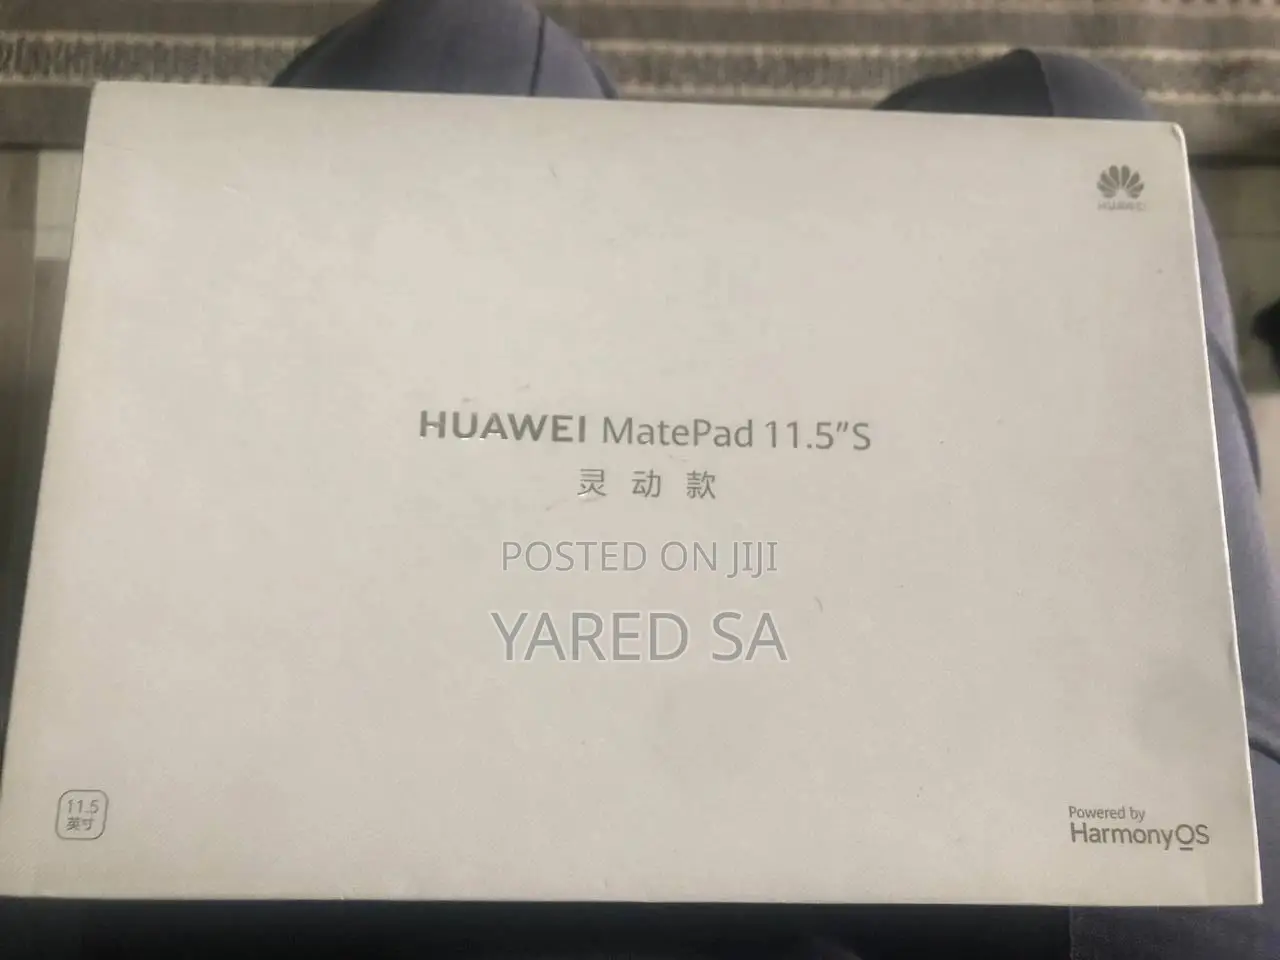 HUAWEI
HUAWEI MatePad 11.5"S
灵动款
POSTED ON JIJI
YARED SA
11.5
英寸
Powered by
HarmonyOS